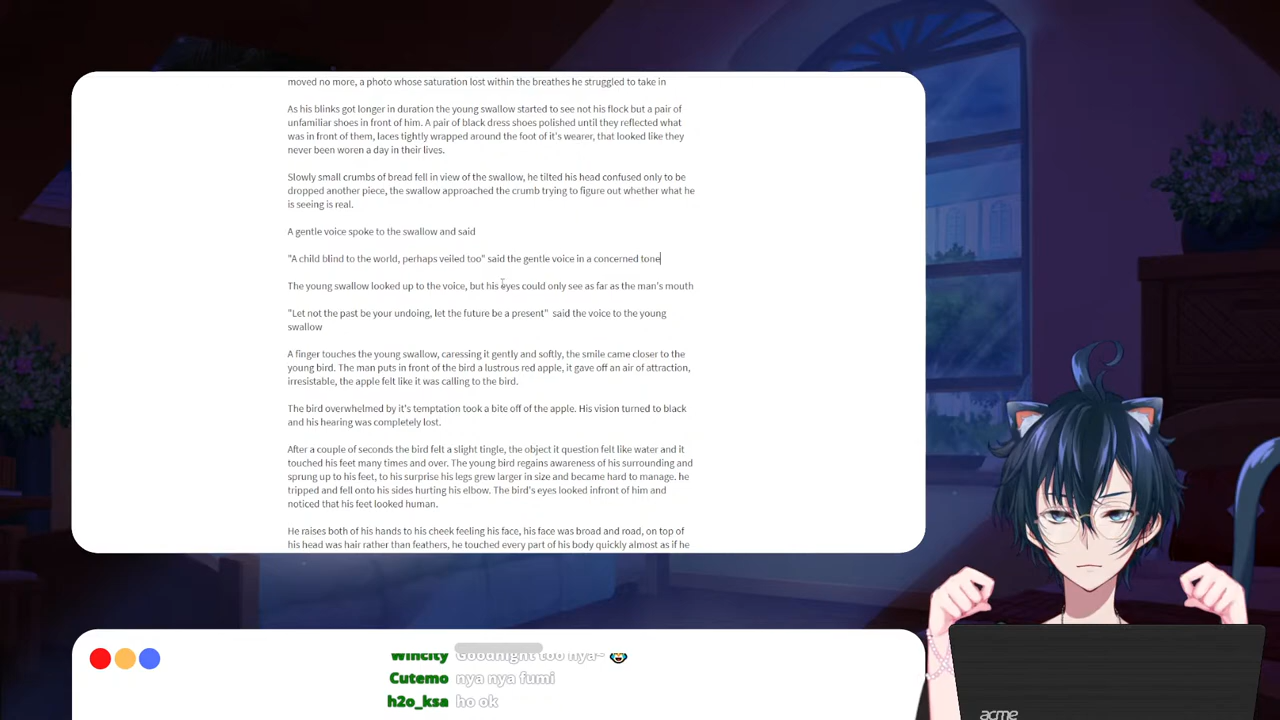 moved no more, a photo whose saturation lost within the breathes he struggled to take in
As his blinks got longer in duration the young swallow started to see not his flock but a pair of
unfamiliar shoes in front of him. A pair of black dress shoes polished until they reflected what
was in front of them, laces tightly wrapped around the foot of it's wearer, that looked like they
never been woren a day in their lives.
Slowly small crumbs of bread fell in view of the swallow, he tilted his head confused only to be
dropped another piece, the swallow approached the crumb trying to figure out whether what he
is seeing is real.
A gentle voice spoke to the swallow and said
"A child blind to the world, perhaps veiled too" said the gentle voice in a concerned tone
The young swallow looked up to the voice, but his eyes could only see as far as the man's mouth
"Let not the past be your undoing, let the future be a present"  said the voice to the young
swallow
A finger touches the young swallow, caressing it gently and softly, the smile came closer to the
young bird. The man puts in front of the bird a lustrous red apple, it gave off an air of attraction,
irresistable, the apple felt like it was calling to the bird.
The bird overwhelmed by it's temptation took a bite off of the apple. His vision turned to black
and his hearing was completely lost.
After a couple of seconds the bird felt a slight tingle, the object it question felt like water and it
touched his feet many times and over. The young bird regains awareness of his surrounding and
sprung up to his feet, to his surprise his legs grew larger in size and became hard to manage. he
tripped and fell onto his sides hurting his elbow. The bird's eyes looked infront of him and
noticed that his feet looked human.
He raises both of his hands to his cheek feeling his face, his face was broad and road, on top of
his head was hair rather than feathers, he touched every part of his body quickly almost as if he
Wincity Goodnight too nya~
Cutemo nya nya fumi
h2o_ksa ho ok
acme